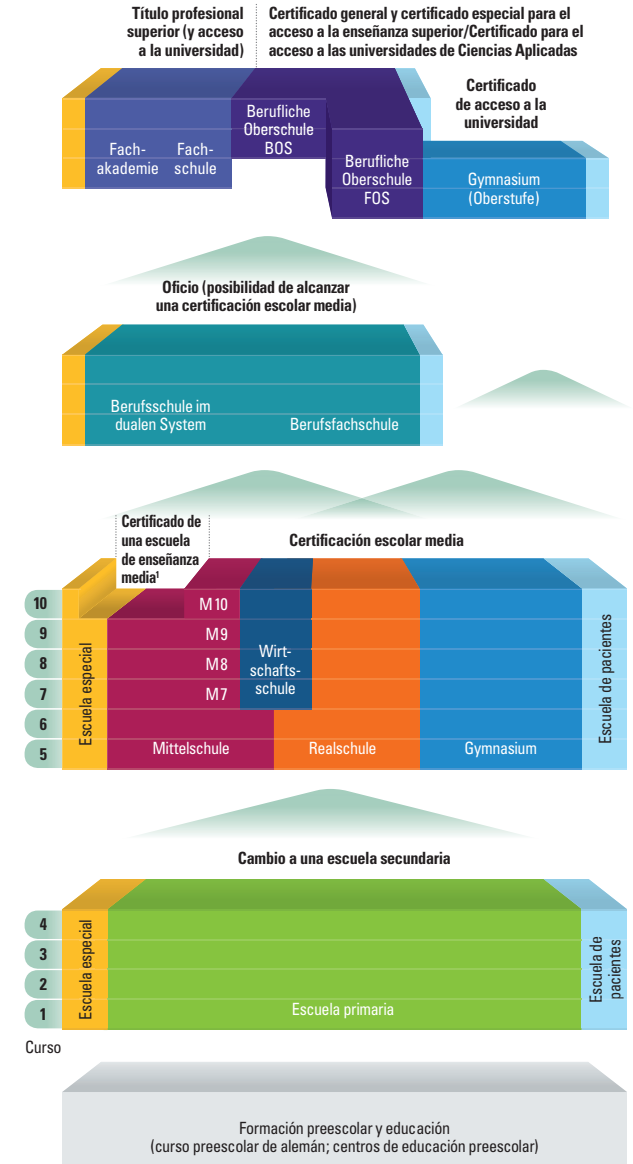 Título profesional
superior (y acceso
a la universidad)
Certificado general y certificado especial para el
acceso a la enseñanza superior/Certificado para el
acceso a las universidades de Ciencias Aplicadas
Certificado
de acceso a la
universidad
Fach-
akademie
Fach-
schule
Berufliche
Oberschule
BOS
Berufliche
Oberschule
FOS
Gymnasium
(Oberstufe)
Oficio (posibilidad de alcanzar
una certificación escolar media)
Berufsschule im
dualen System
Berufsfachschule
Certificado de
una escuela
de enseñanza
media¹
Certificación escolar media
10
9
8
7
6
5
Escuela especial
M 10
M 9
M 8
M 7
Mittelschule
Wirt-
schafts-
schule
Realschule
Gymnasium
Escuela de pacientes
Cambio a una escuela secundaria
4
3
2
1
Curso
Escuela especial
Escuela primaria
Escuela de
pacientes
Formación preescolar y educación
(curso preescolar de alemán; centros de educación preescolar)